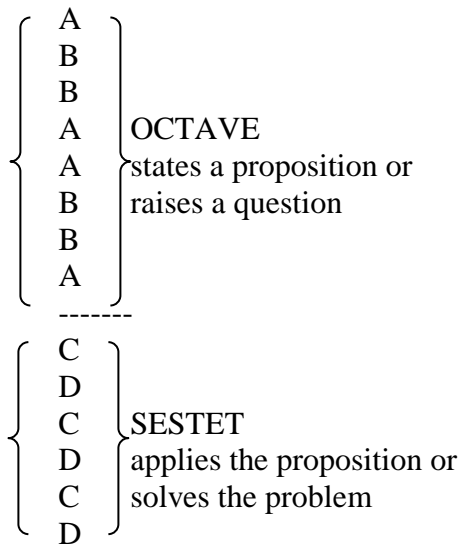 A
B
B
A OCTAVE
A states a proposition or
B raises a question
B
A
-------
C
D
C SESTET
D applies the proposition or
C solves the problem
D